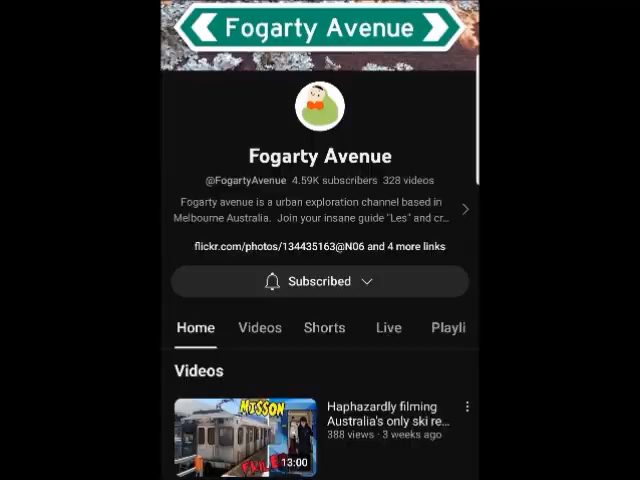 Fogarty Avenue
Fogarty Avenue
@FogartyAvenue 4.59K subscribers 328 videos
Fogarty avenue is a urban exploration channel based in
Melbourne Australia. Join your insane guide "Les" and cr...
flickr.com/photos/134435163@N06 and 4 more links
Subscribed
Home Videos Shorts Live Playli
Videos
MISSON
FAILE
13:00
Haphazardly filming
Australia's only ski re...
388 views · 3 weeks ago